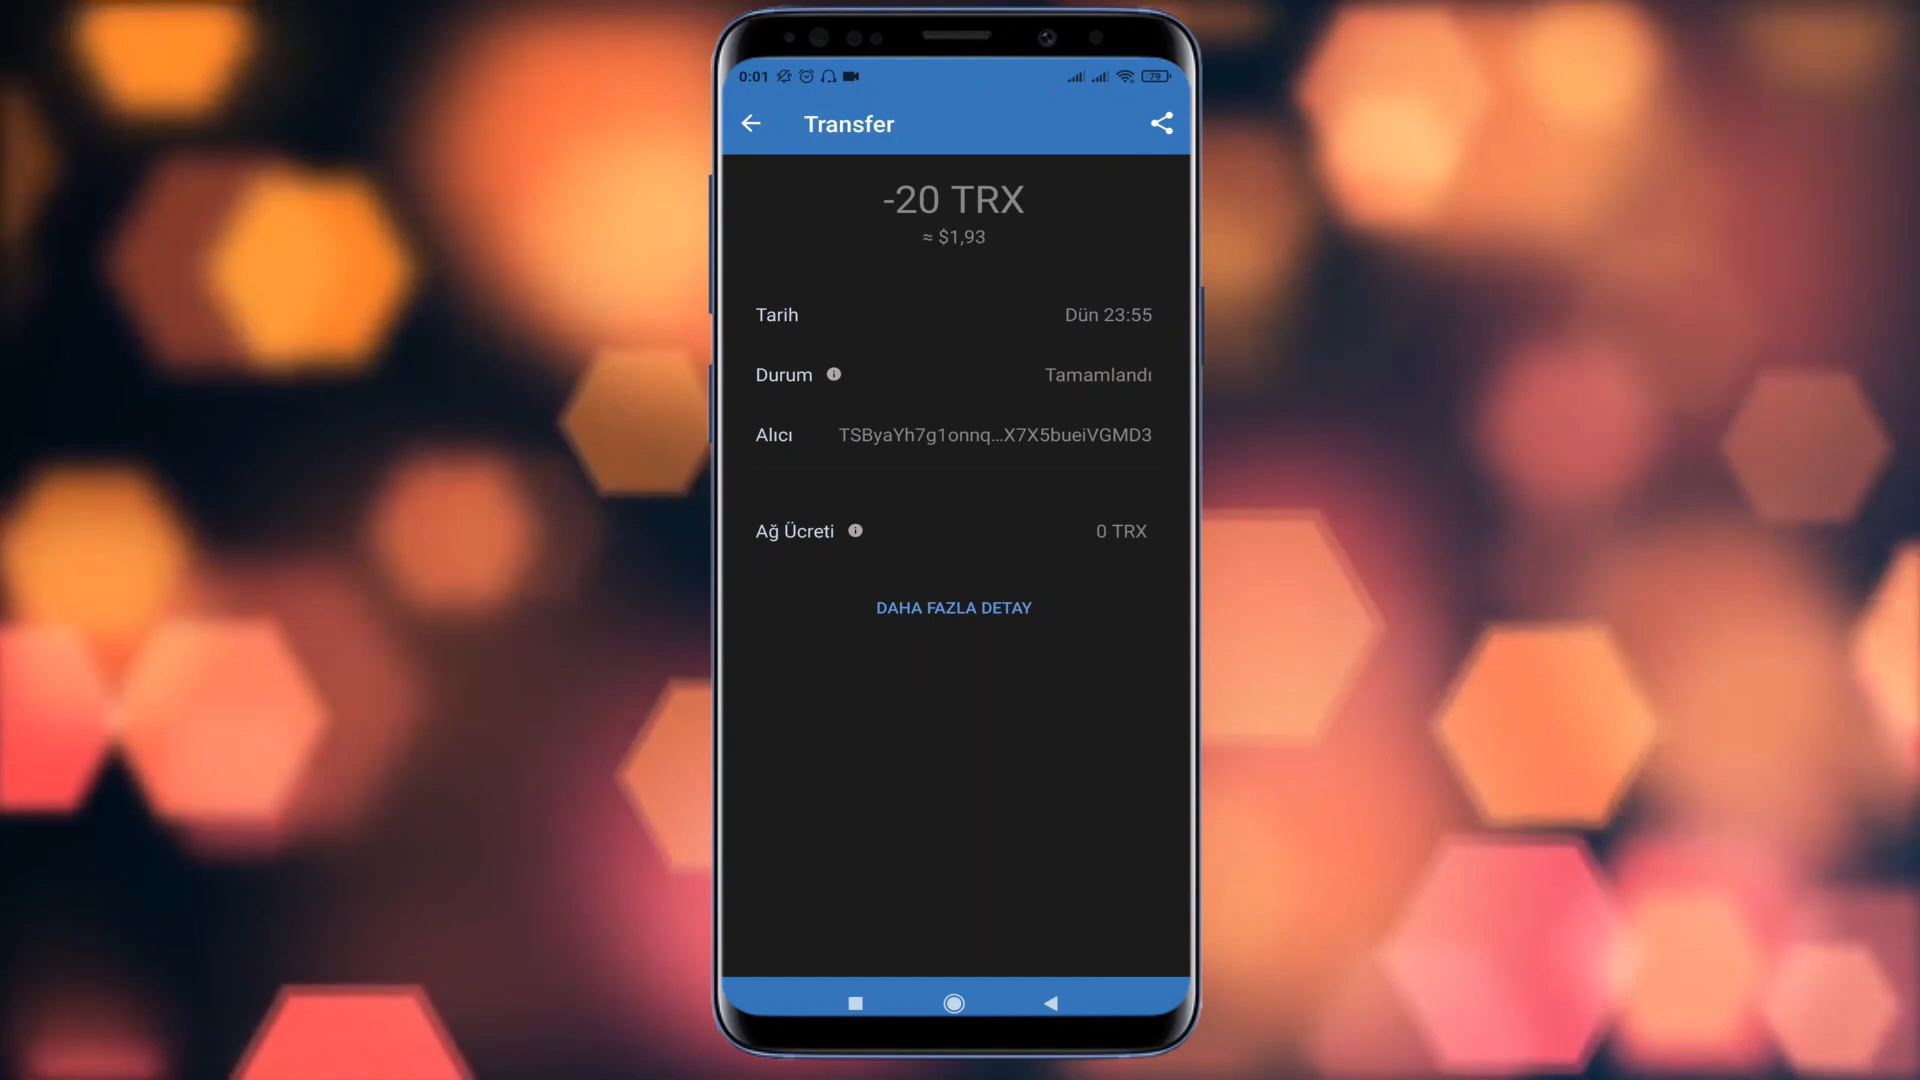 0:01
79
Transfer
-20 TRX
≈ $1,93
Tarih Dün 23:55
Durum Tamamlandı
Alıcı TSByaYh7g1onnq...X7X5bueiVGMD3
Ağ Ücreti 0 TRX
DAHA FAZLA DETAY